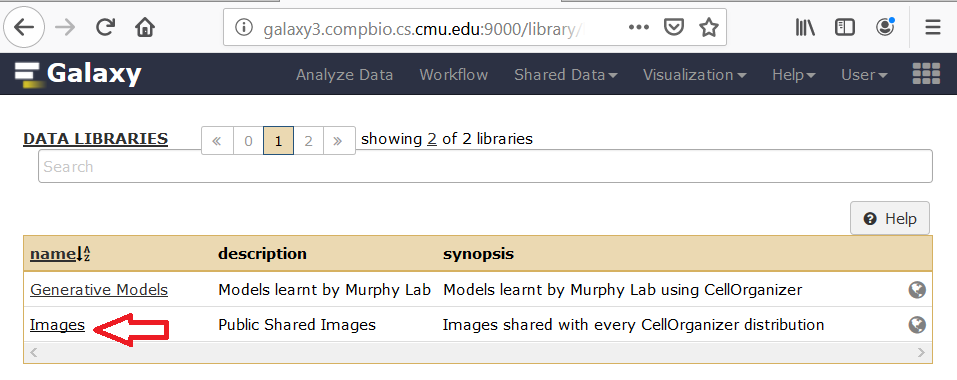 galaxy3.compbio.cs.cmu.edu:9000/library/
Galaxy Analyze Data Workflow Shared Data Visualization Help User
DATA LIBRARIES « 0 1 2 » showing 2 of 2 libraries
Search
Help
name description synopsis
Generative Models Models learnt by Murphy Lab Models learnt by Murphy Lab using CellOrganizer
Images Public Shared Images Images shared with every CellOrganizer distribution